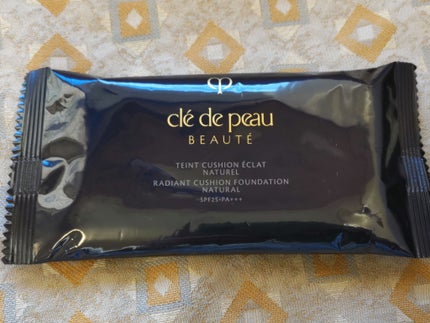 clé de peau
BEAUTÉ
TEINT CUSHION ÉCLAT
NATUREL
RADIANT CUSHION FOUNDATION
NATURAL
SPF25·PA+++